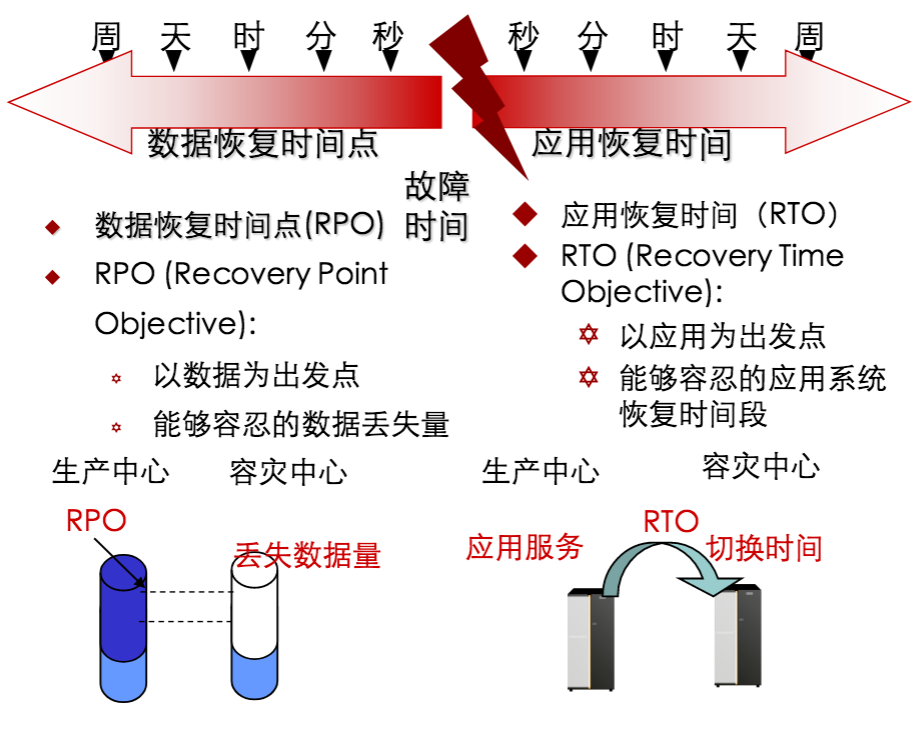 周 天 时 分 秒 秒 分 时 天 周
数据恢复时间点
应用恢复时间
故障
时间
数据恢复时间点(RPO)
RPO (Recovery Point
Objective):
以数据为出发点
能够容忍的数据丢失量
应用恢复时间（RTO）
RTO (Recovery Time
Objective):
以应用为出发点
能够容忍的应用系统
恢复时间段
生产中心
容灾中心
RPO
丢失数据量
生产中心
容灾中心
RTO
应用服务
切换时间